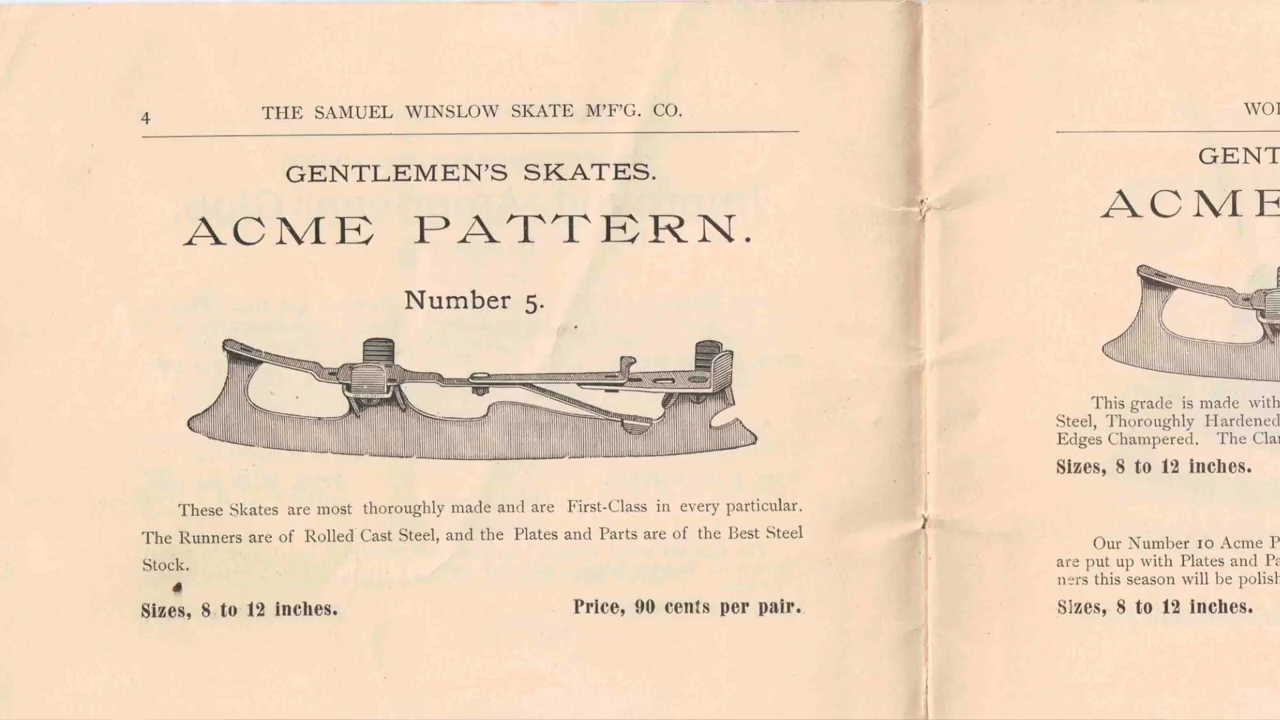 4
THE SAMUEL WINSLOW SKATE M'F'G. CO.
GENTLEMEN'S SKATES.
ACME PATTERN.
Number 5.
These Skates are most thoroughly made and are First-Class in every particular.
The Runners are of Rolled Cast Steel, and the Plates and Parts are of the Best Steel
Stock.
Sizes, 8 to 12 inches. Price, 90 cents per pair.
ACME
This grade is made with
Steel, Thoroughly Hardened
Edges Champered. The
Sizes, 8 to 12 inches.
Our Number 10 Acme
are put up with Plates and
ners this season will be
Sizes, 8 to 12 inches.